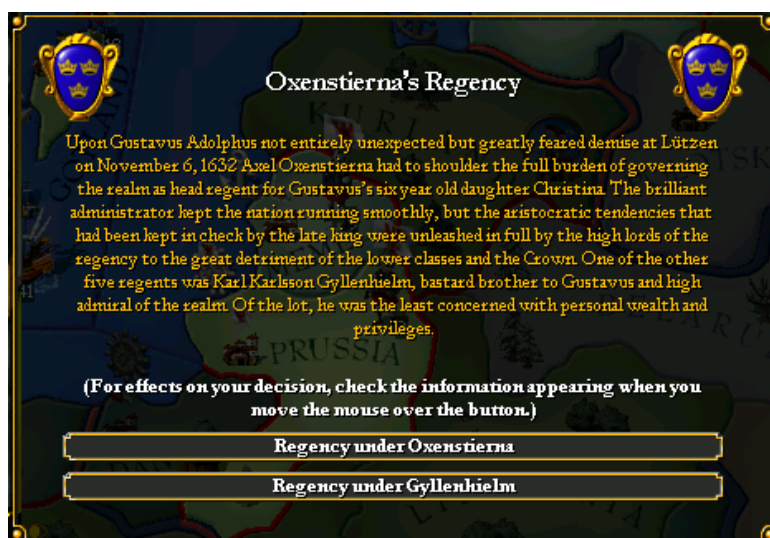 Oxenstierna's Regency
Upon Gustavus Adolphus not entirely unexpected but greatly feared demise at Lützen
on November 6, 1632 Axel Oxenstierna had to shoulder the full burden of governing
the realm as head regent for Gustavus's six year old daughter Christina. The brilliant
administrator kept the nation running smoothly, but the aristocratic tendencies that
had been kept in check by the late king were unleashed in full by the high lords of the
regency to the great detriment of the lower classes and the Crown. One of the other
five regents was Karl Karlsson Gyllenhielm, bastard brother to Gustavus and high
admiral of the realm. Of the lot, he was the least concerned with personal wealth and
privileges.
PRUSSIA
(For effects on your decision, check the information appearing when you
move the mouse over the button.)
Regency under Oxenstierna
Regency under Gyllenhielm